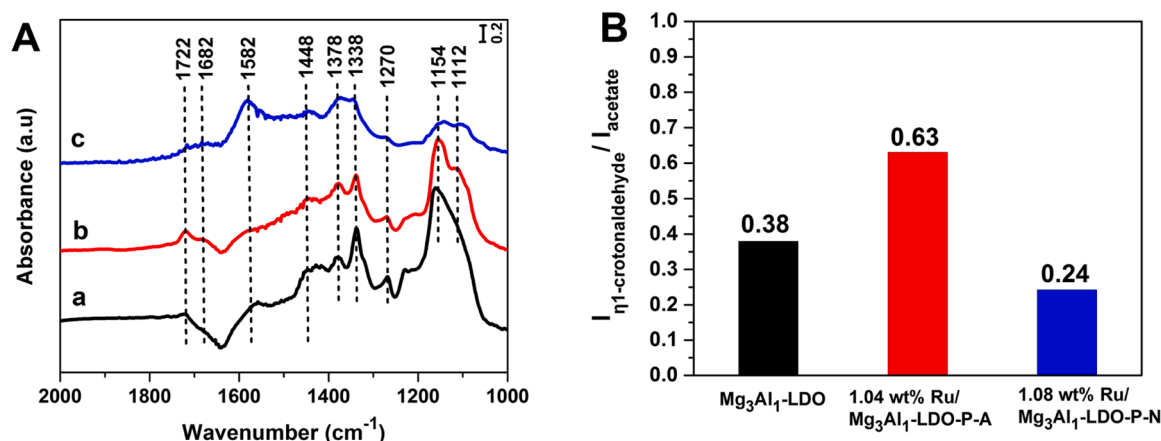 A
0.2
1722
1682
1582
1448
1378
1338
1270
1154
1112
c
b
a
Absorbance (a.u)
2000
1800
1600
1400
1200
1000
Wavenumber (cm⁻¹)
B
1.0
0.9
0.8
0.7
0.6
0.5
0.4
0.3
0.2
0.1
0.0
I η1-crotonaldehyde / I acetate
0.38
0.63
0.24
Mg₃Al₁-LDO
1.04 wt% Ru/
Mg₃Al₁-LDO-P-A
1.08 wt% Ru/
Mg₃Al₁-LDO-P-N